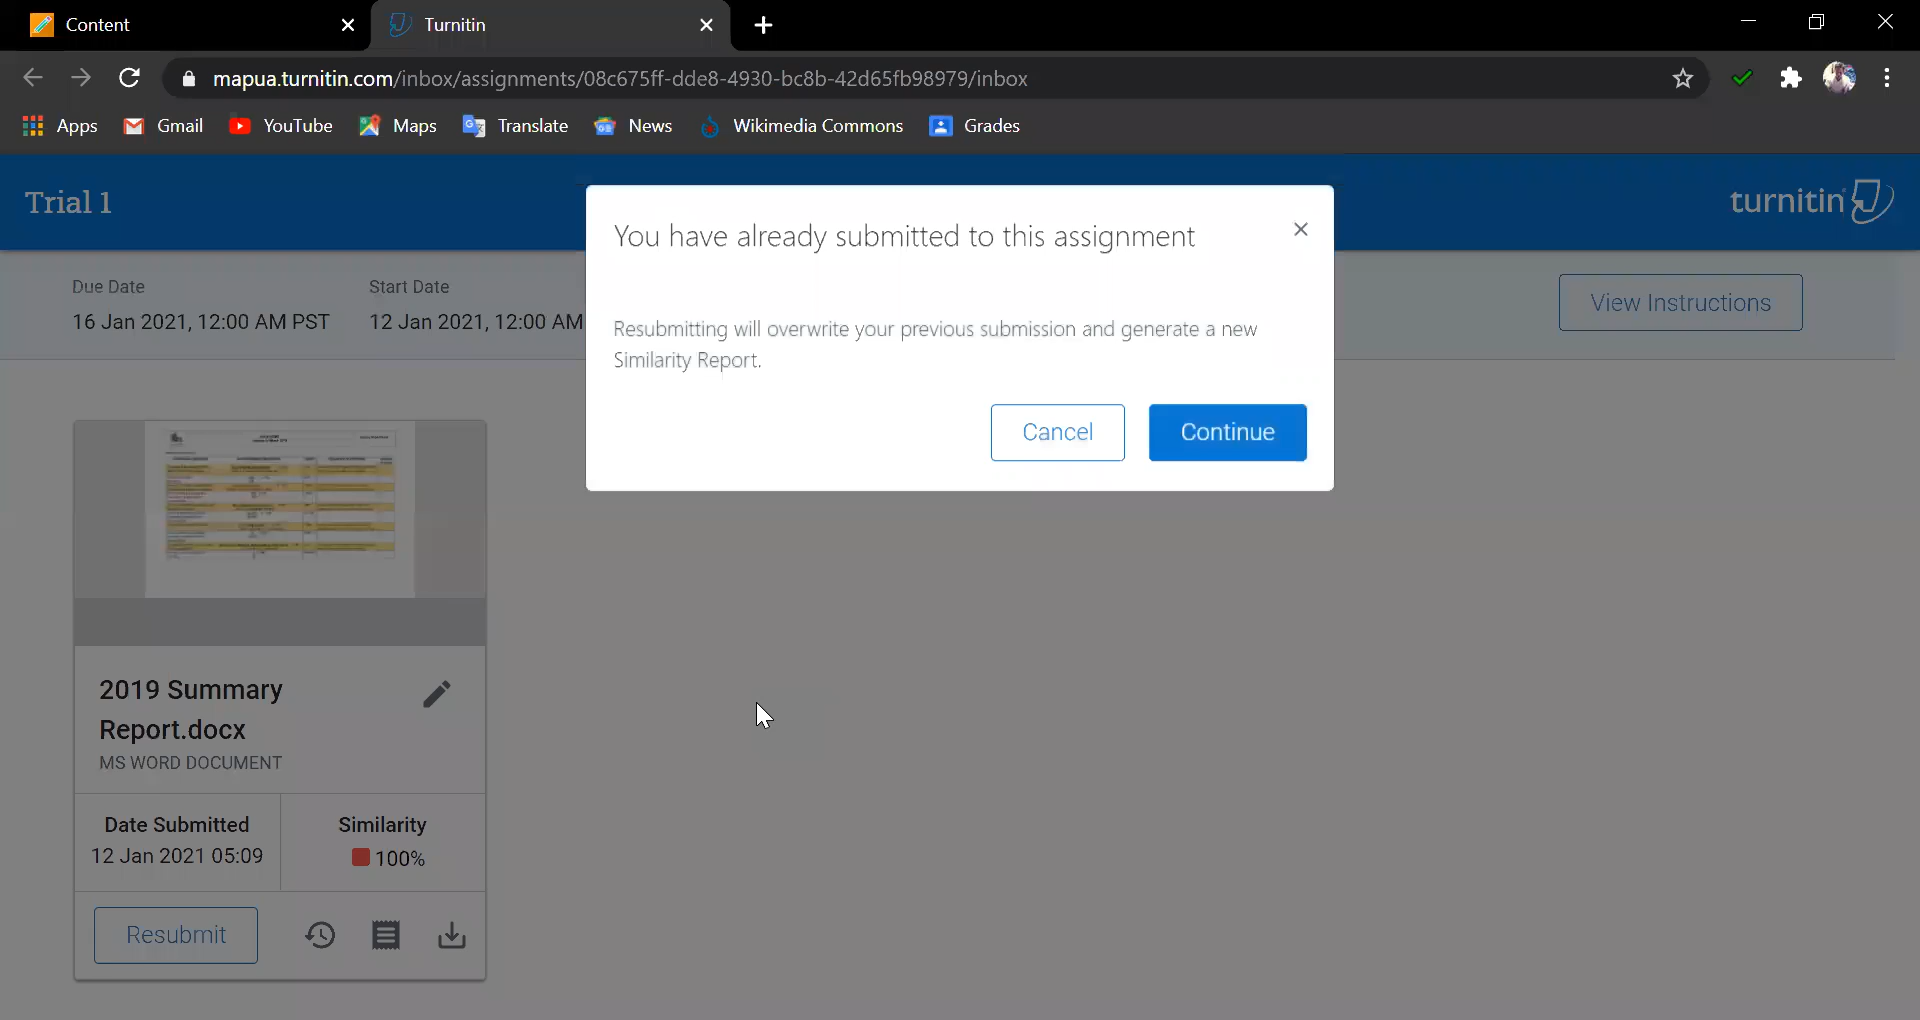 Content
Turnitin
mapua.turnitin.com/inbox/assignments/08c675ff-dde8-4930-bc8b-42d65fb98979/inbox
Apps Gmail YouTube Maps Translate News Wikimedia Commons Grades
Trial 1
turnitin
You have already submitted to this assignment
Due Date
Start Date
16 Jan 2021, 12:00 AM PST
12 Jan 2021, 12:00 AM
View Instructions
Resubmitting will overwrite your previous submission and generate a new
Similarity Report.
Cancel
Continue
2019 Summary
Report.docx
MS WORD DOCUMENT
Date Submitted
12 Jan 2021 05:09
Similarity
100%
Resubmit